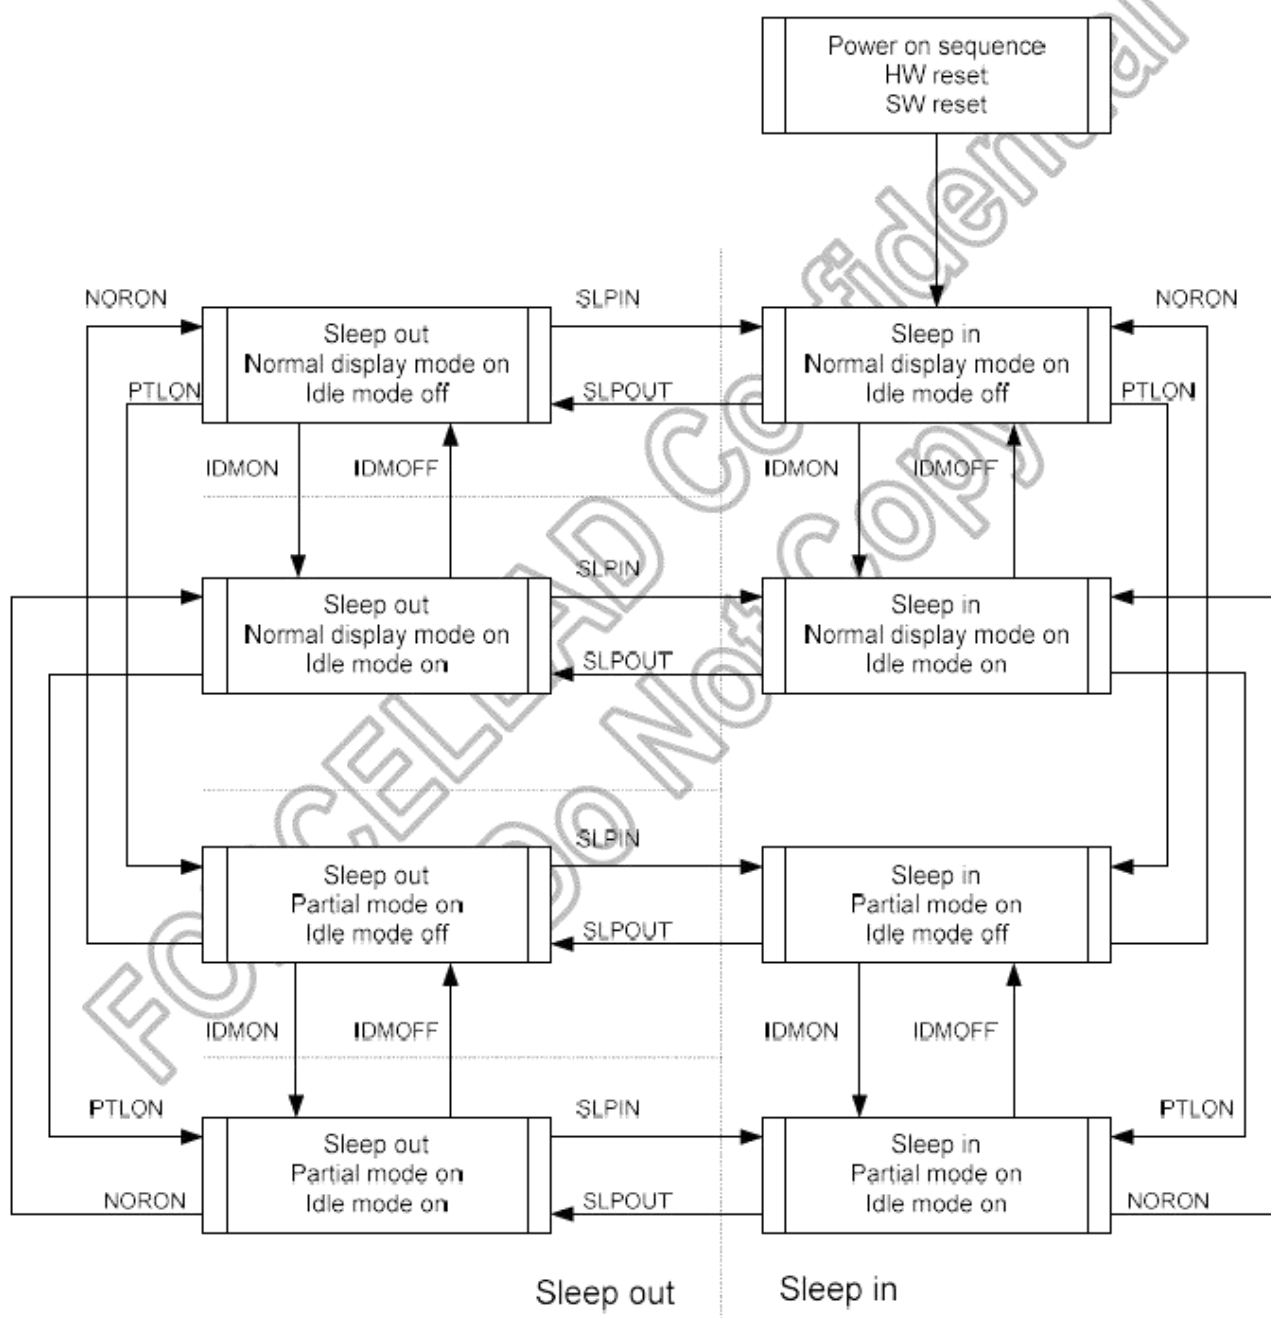 Power on sequence
HW reset
SW reset
NORON
SLPIN
NORON
Sleep out
Normal display mode on
Idle mode off
Sleep in
Normal display mode on
Idle mode off
PTLON
SLPOUT
PTLON
IDMON
IDMOFF
IDMON
IDMOFF
SLPIN
Sleep out
Normal display mode on
Idle mode on
Sleep in
Normal display mode on
Idle mode on
SLPOUT
SLPIN
Sleep out
Partial mode on
Idle mode off
Sleep in
Partial mode on
Idle mode off
SLPOUT
IDMON
IDMOFF
IDMON
IDMOFF
PTLON
SLPIN
PTLON
Sleep out
Partial mode on
Idle mode on
Sleep in
Partial mode on
Idle mode on
NORON
SLPOUT
NORON
Sleep out
Sleep in
Confidential
Do Not Copy